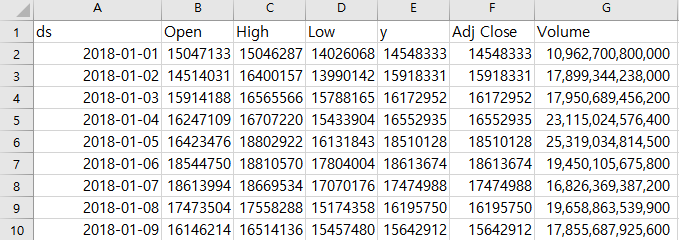 A B C D E F G
1 ds Open High Low y Adj Close Volume
2 2018-01-01 15047133 15046287 14026068 14548333 14548333 10,962,700,800,000
3 2018-01-02 14514031 16400157 13990142 15918331 15918331 17,899,344,238,000
4 2018-01-03 15914188 16565566 15788165 16172952 16172952 17,950,689,456,200
5 2018-01-04 16247109 16707220 15433904 16552935 16552935 23,115,024,576,400
6 2018-01-05 16423476 18802922 16131843 18510128 18510128 25,319,034,814,500
7 2018-01-06 18544750 18810570 17804004 18613674 18613674 19,450,105,675,800
8 2018-01-07 18613994 18669534 17070176 17474988 17474988 16,826,369,387,200
9 2018-01-08 17473504 17558288 15174358 16195750 16195750 19,658,863,539,900
10 2018-01-09 16146214 16514136 15457480 15642912 15642912 17,855,687,925,600